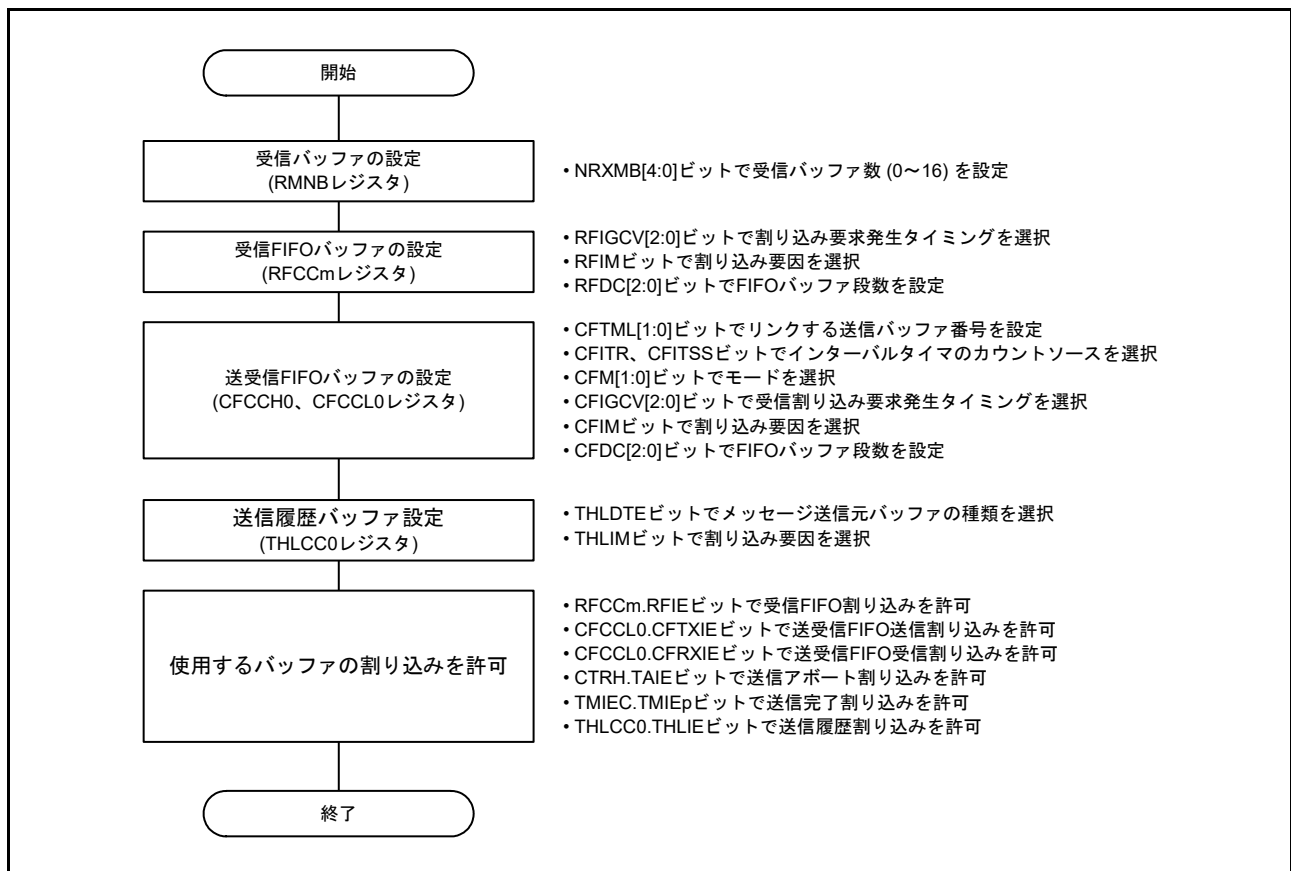 開始
受信バッファの設定
(RMNBレジスタ)
• NRXMB[4:0]ビットで受信バッファ数 (0～16) を設定
受信FIFOバッファの設定
(RFCCmレジスタ)
• RFIGCV[2:0]ビットで割り込み要求発生タイミングを選択
• RFIMビットで割り込み要因を選択
• RFDC[2:0]ビットでFIFOバッファ段数を設定
送受信FIFOバッファの設定
(CFCCH0、CFCCL0レジスタ)
• CFTML[1:0]ビットでリンクする送信バッファ番号を設定
• CFITR、CFITSSビットでインターバルタイマのカウントソースを選択
• CFM[1:0]ビットでモードを選択
• CFIGCV[2:0]ビットで受信割り込み要求発生タイミングを選択
• CFIMビットで割り込み要因を選択
• CFDC[2:0]ビットでFIFOバッファ段数を設定
送信履歴バッファ設定
(THLCC0レジスタ)
• THLDTEビットでメッセージ送信元バッファの種類を選択
• THLIMビットで割り込み要因を選択
使用するバッファの割り込みを許可
• RFCCm.RFIEビットで受信FIFO割り込みを許可
• CFCCL0.CFTXIEビットで送受信FIFO送信割り込みを許可
• CFCCL0.CFRXIEビットで送受信FIFO受信割り込みを許可
• CTRH.TAIEビットで送信アボート割り込みを許可
• TMIEC.TMIEpビットで送信完了割り込みを許可
• THLCC0.THLIEビットで送信履歴割り込みを許可
終了